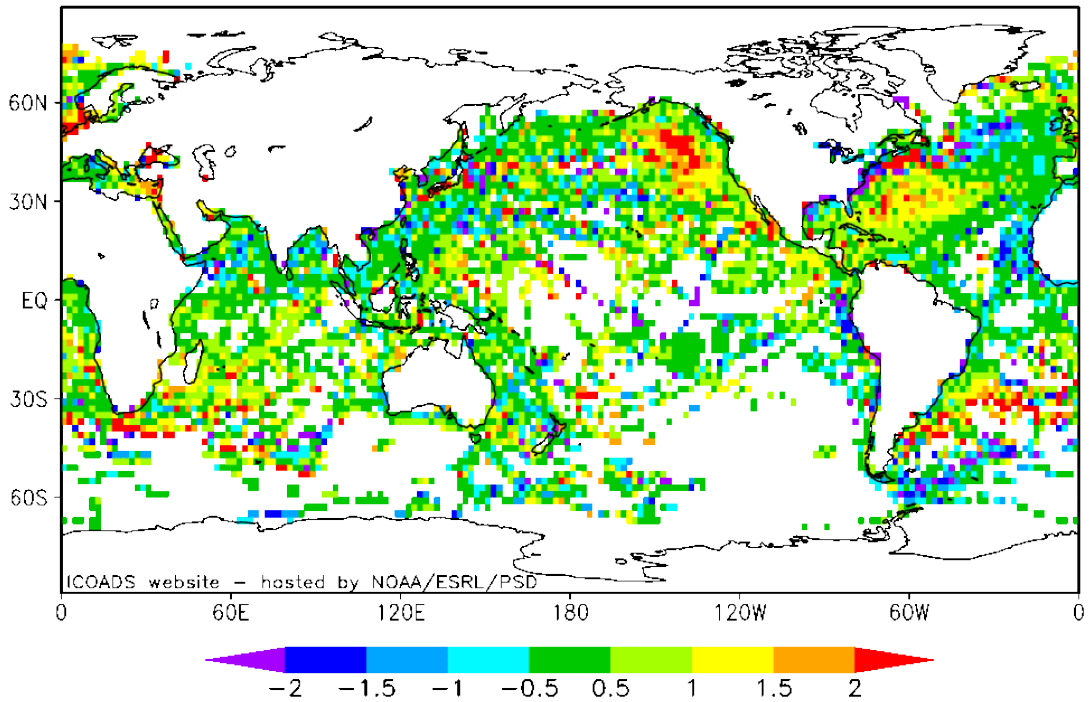 60N
30N
EQ
30S
60S
ICOADS website – hosted by NOAA/ESRL/PSD
0 60E 120E 180 120W 60W 0
−2 −1.5 −1 −0.5 0.5 1 1.5 2